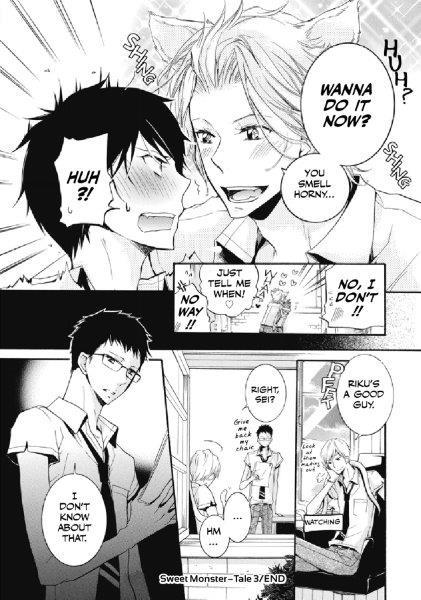 HUH?
WANNA
DO IT
NOW?
SHING
SHING
YOU
SMELL
HORNY...
HUH
?!
NO, I
DON'T
!!
JUST
TELL ME
WHEN! ♡
NO
WAY!!
PEEK
RIKU'S
A GOOD
GUY.
Look at
them
making
out
WATCHING
RIGHT,
SEI?
Give
me
back
my
chair
HM
...
I
DON'T
KNOW
ABOUT
THAT.
Sweet Monster–Tale 3/END